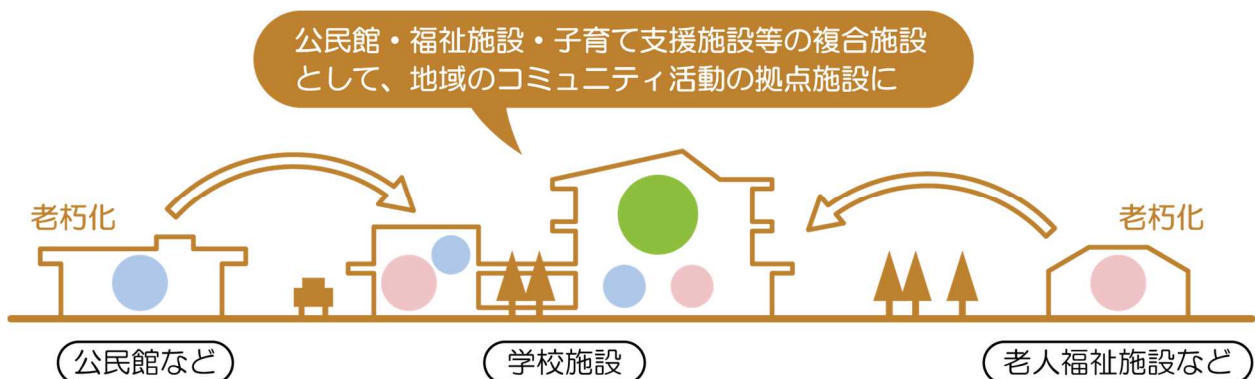 公民館・福祉施設・子育て支援施設等の複合施設
として、地域のコミュニティ活動の拠点施設に
老朽化
老朽化
公民館など
学校施設
老人福祉施設など